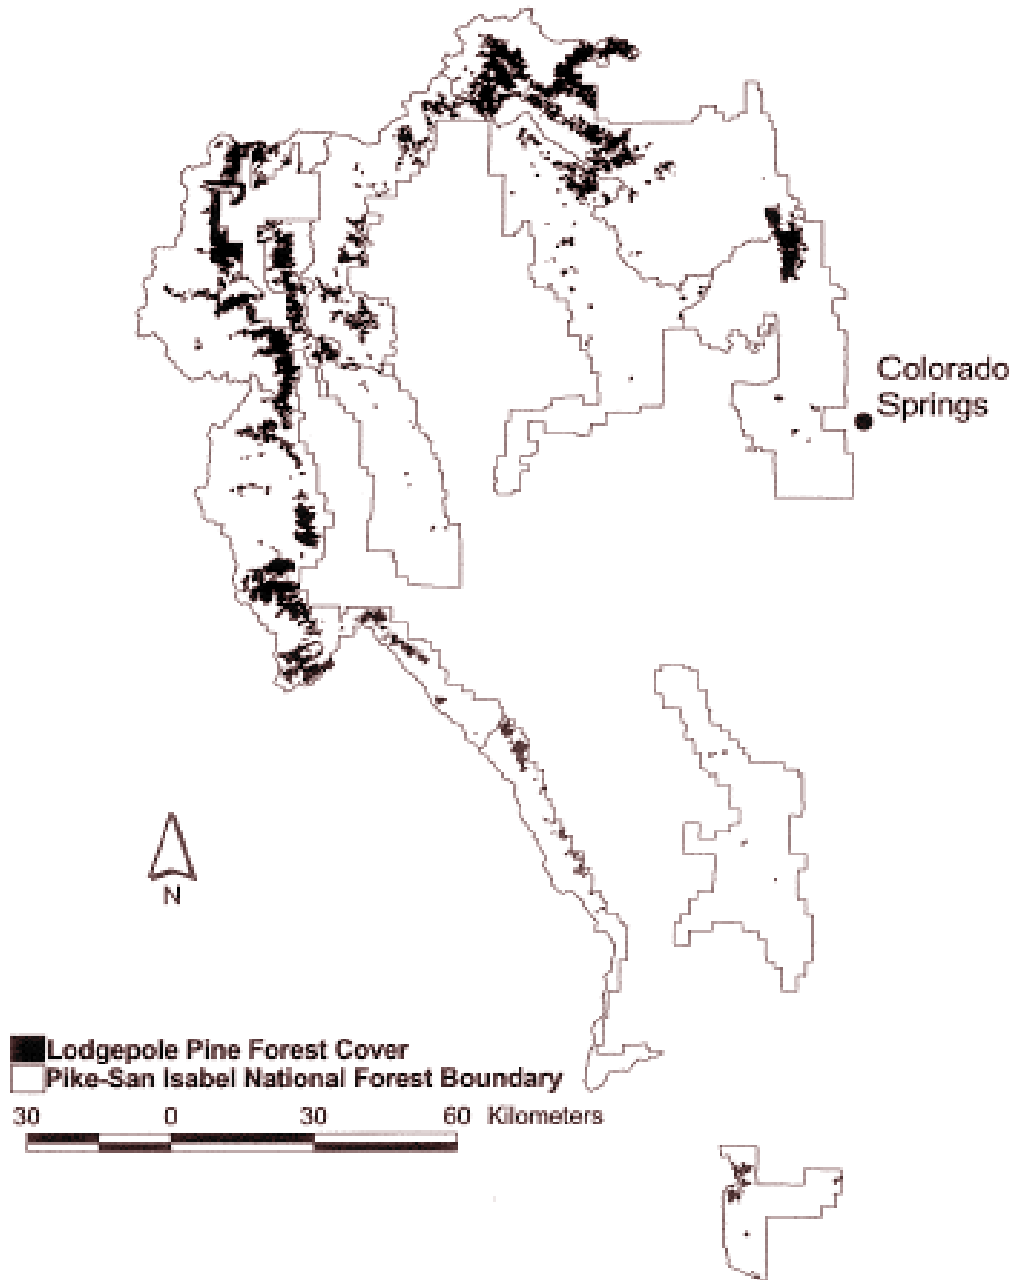 Colorado
Springs
N
Lodgepole Pine Forest Cover
Pike-San Isabel National Forest Boundary
30 0 30 60 Kilometers